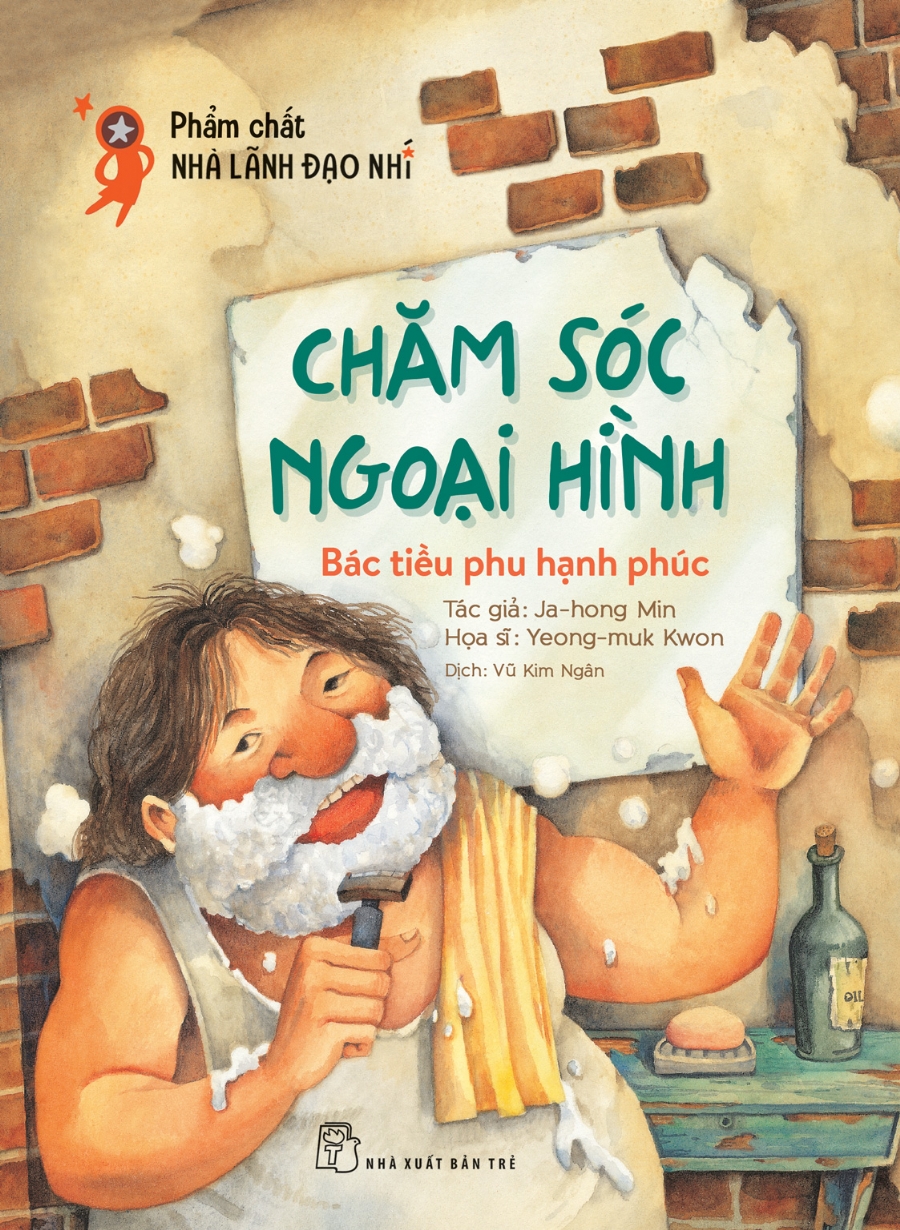 Phẩm chất
NHÀ LÃNH ĐẠO NHÍ
CHĂM SÓC
NGOẠI HÌNH
Bác tiều phu hạnh phúc
Tác giả: Ja-hong Min
Họa sĩ: Yeong-muk Kwon
Dịch: Vũ Kim Ngân
OIL
T
NHÀ XUẤT BẢN TRẺ